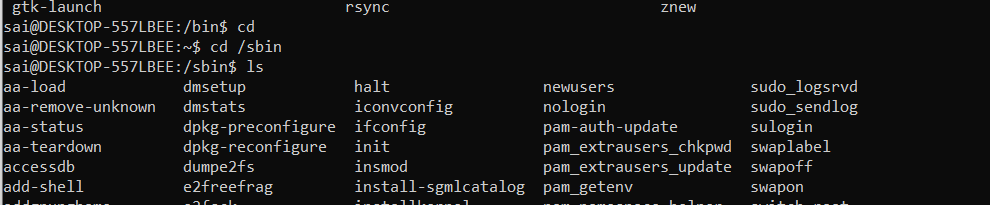 gtk-launch rsync znew
sai@DESKTOP-557LBEE:/bin$ cd
sai@DESKTOP-557LBEE:~$ cd /sbin
sai@DESKTOP-557LBEE:/sbin$ ls
aa-load dmsetup halt newusers sudo_logsrvd
aa-remove-unknown dmstats iconvconfig nologin sudo_sendlog
aa-status dpkg-preconfigure ifconfig pam-auth-update sulogin
aa-teardown dpkg-reconfigure init pam_extrausers_chkpwd swaplabel
accessdb dumpe2fs insmod pam_extrausers_update swapoff
add-shell e2freefrag install-sgmlcatalog pam_getenv swapon